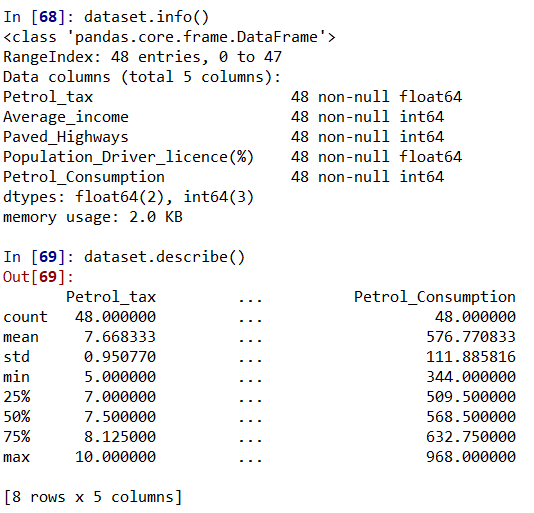 In [68]: dataset.info()
<class 'pandas.core.frame.DataFrame'>
RangeIndex: 48 entries, 0 to 47
Data columns (total 5 columns):
Petrol_tax                      48 non-null float64
Average_income                  48 non-null int64
Paved_Highways                  48 non-null int64
Population_Driver_licence(%)    48 non-null float64
Petrol_Consumption              48 non-null int64
dtypes: float64(2), int64(3)
memory usage: 2.0 KB

In [69]: dataset.describe()
Out[69]:
       Petrol_tax         ...          Petrol_Consumption
count   48.000000         ...                   48.000000
mean     7.668333         ...                  576.770833
std      0.950770         ...                  111.885816
min      5.000000         ...                  344.000000
25%      7.000000         ...                  509.500000
50%      7.500000         ...                  568.500000
75%      8.125000         ...                  632.750000
max     10.000000         ...                  968.000000

[8 rows x 5 columns]